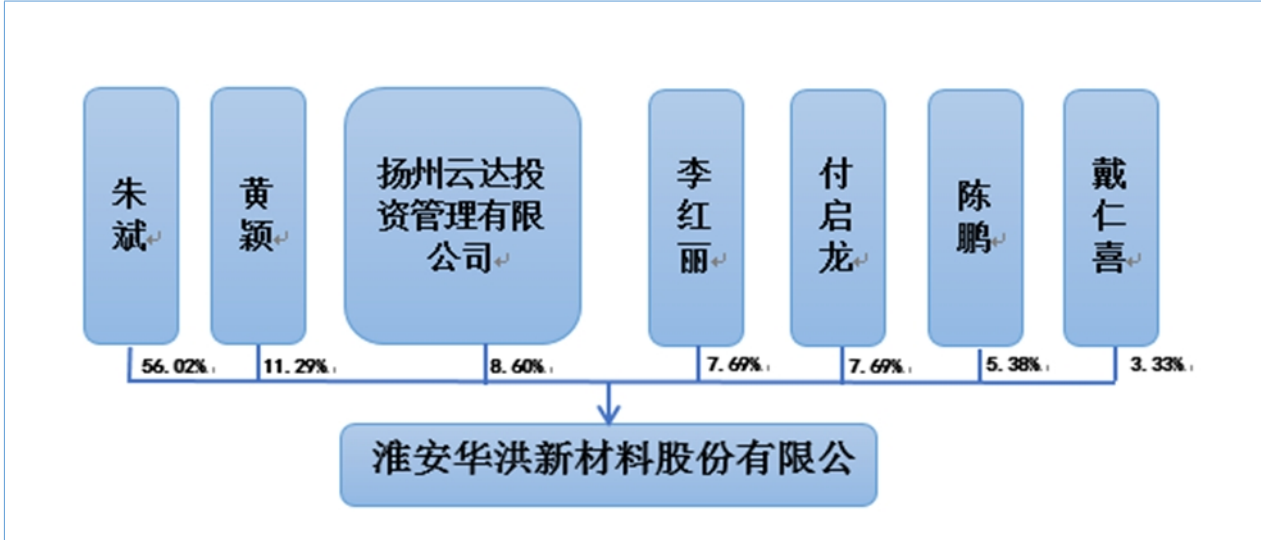 朱
斌
黄
颖
扬州云达投
资管理有限
公司
李
红
丽
付
启
龙
陈
鹏
戴
仁
喜
56.02%
11.29%
8.60%
7.69%
7.69%
5.38%
3.33%
淮安华洪新材料股份有限公